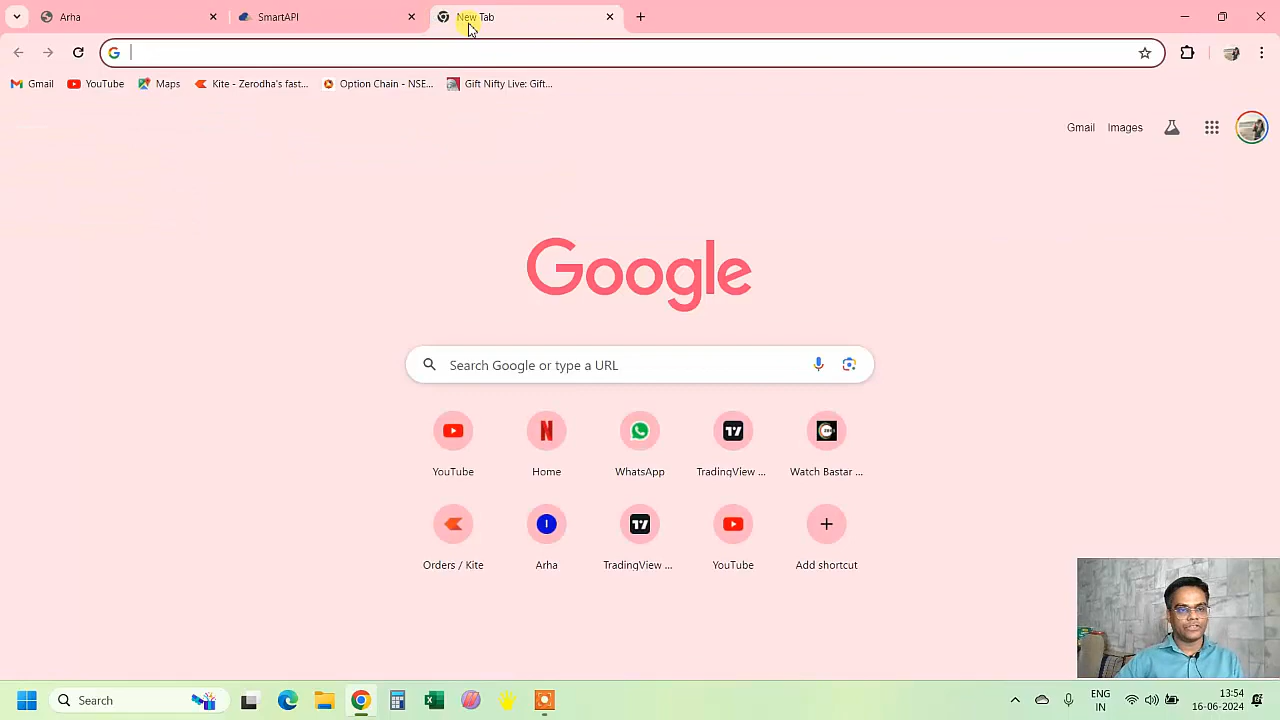 Arha
SmartAPI
New Tab
Gmail
YouTube
Maps
Kite - Zerodha's fast...
Option Chain - NSE...
Gift Nifty Live: Gift...
Gmail
Images
Google
Search Google or type a URL
YouTube
Home
WhatsApp
TradingView ...
Watch Bastar ...
Orders / Kite
Arha
TradingView ...
YouTube
Add shortcut
Search
ENG
IN
13:54
16-06-2024